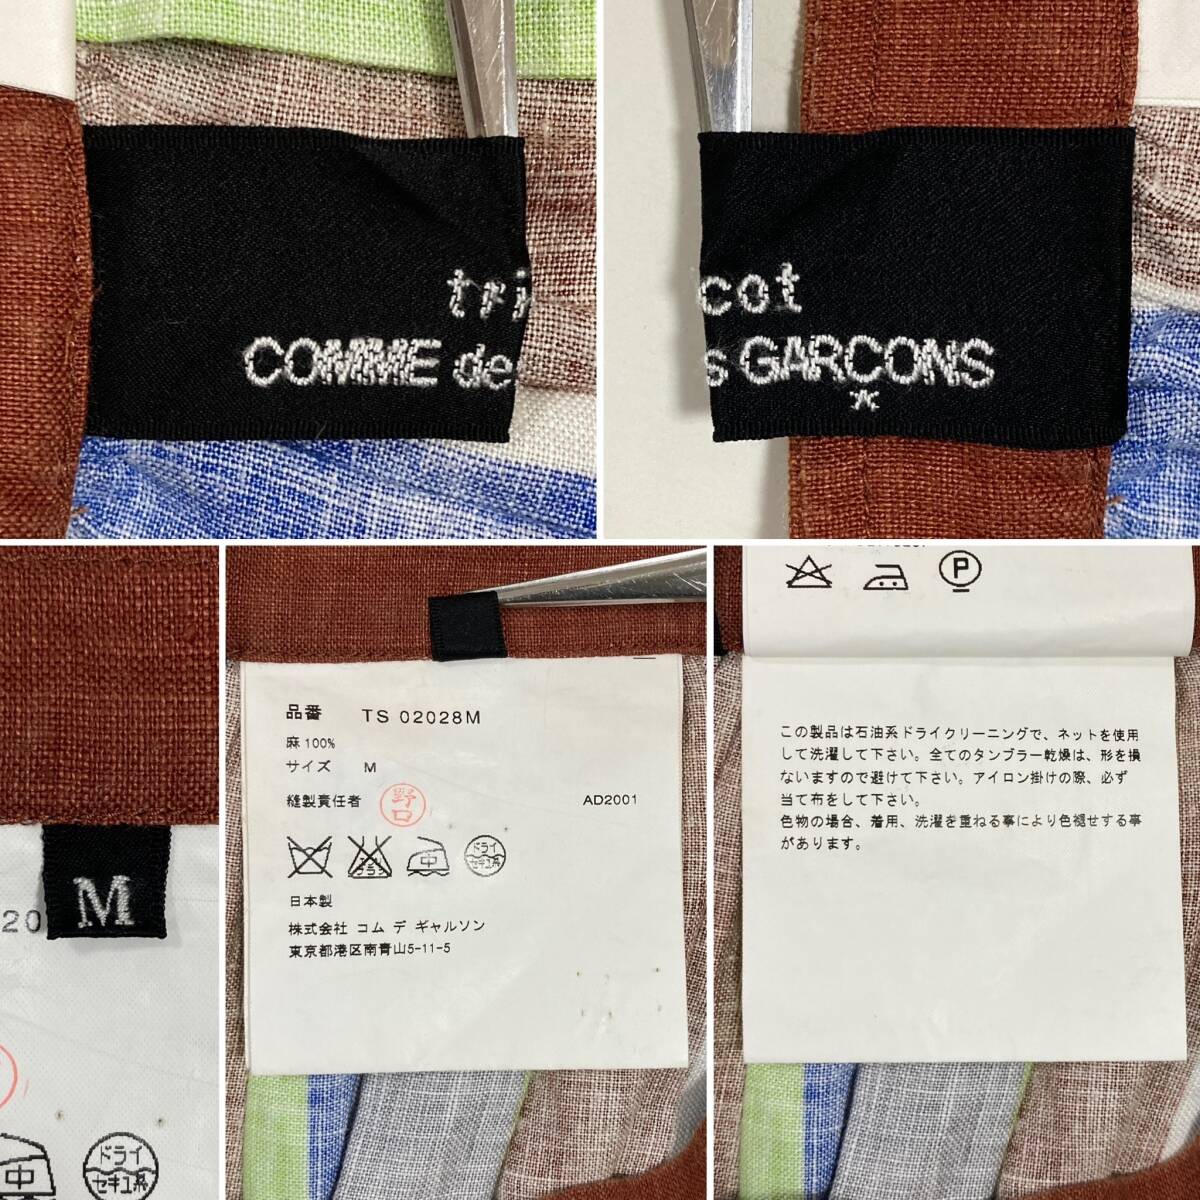 tri
COMME de
cot
s GARCONS
M
20
ドライ
セキユ系
中
品番 TS 02028M
麻 100%
サイズ M
縫製責任者 野口 AD2001
中
ドライ
セキユ系
日本製
株式会社 コム デ ギャルソン
東京都港区南青山5-11-5
P
この製品は石油系ドライクリーニングで、ネットを使用
して洗濯して下さい。全てのタンブラー乾燥は、形を損
ないますので避けて下さい。アイロン掛けの際、必ず
当て布をして下さい。
色物の場合、着用、洗濯を重ねる事により色褪せする事
があります。